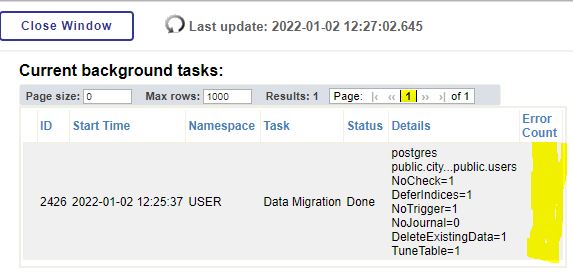 Close Window
Last update: 2022-01-02 12:27:02.645
Current background tasks:
Page size: 0 Max rows: 1000 Results: 1 Page: |‹ ‹‹ 1 ›› ›| of 1
ID Start Time Namespace Task Status Details Error Count
2426 2022-01-02 12:25:37 USER Data Migration Done
postgres
public.city...public.users
NoCheck=1
DeferIndices=1
NoTrigger=1
NoJournal=0
DeleteExistingData=1
TuneTable=1